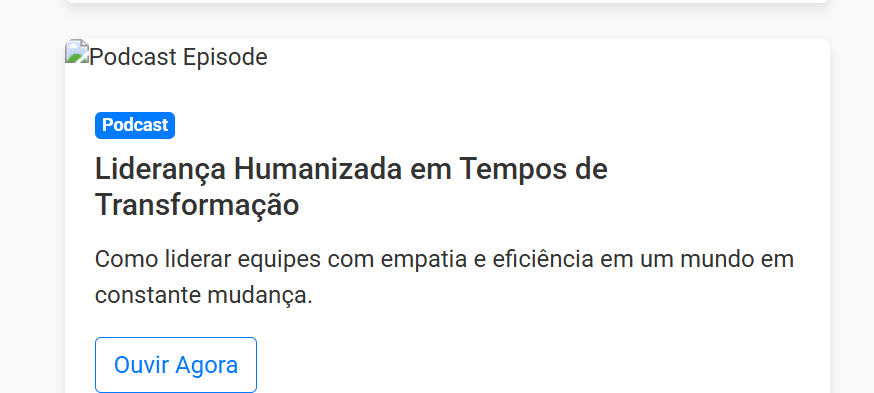 Podcast Episode
Podcast
Liderança Humanizada em Tempos de
Transformação
Como liderar equipes com empatia e eficiência em um mundo em
constante mudança.
Ouvir Agora